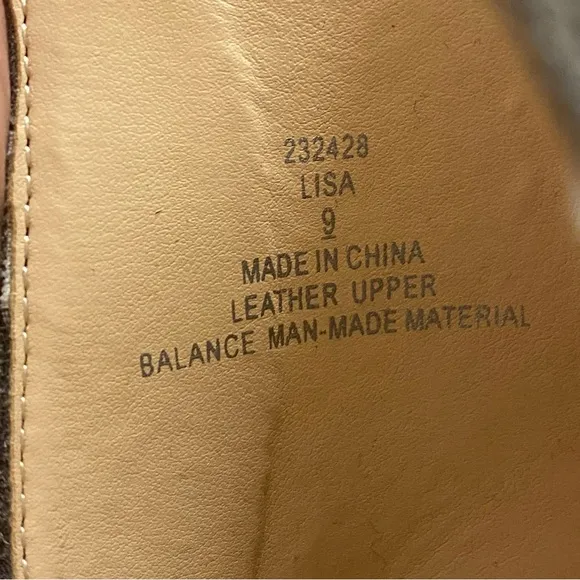 232428
LISA
9
MADE IN CHINA
LEATHER UPPER
BALANCE MAN-MADE MATERIAL